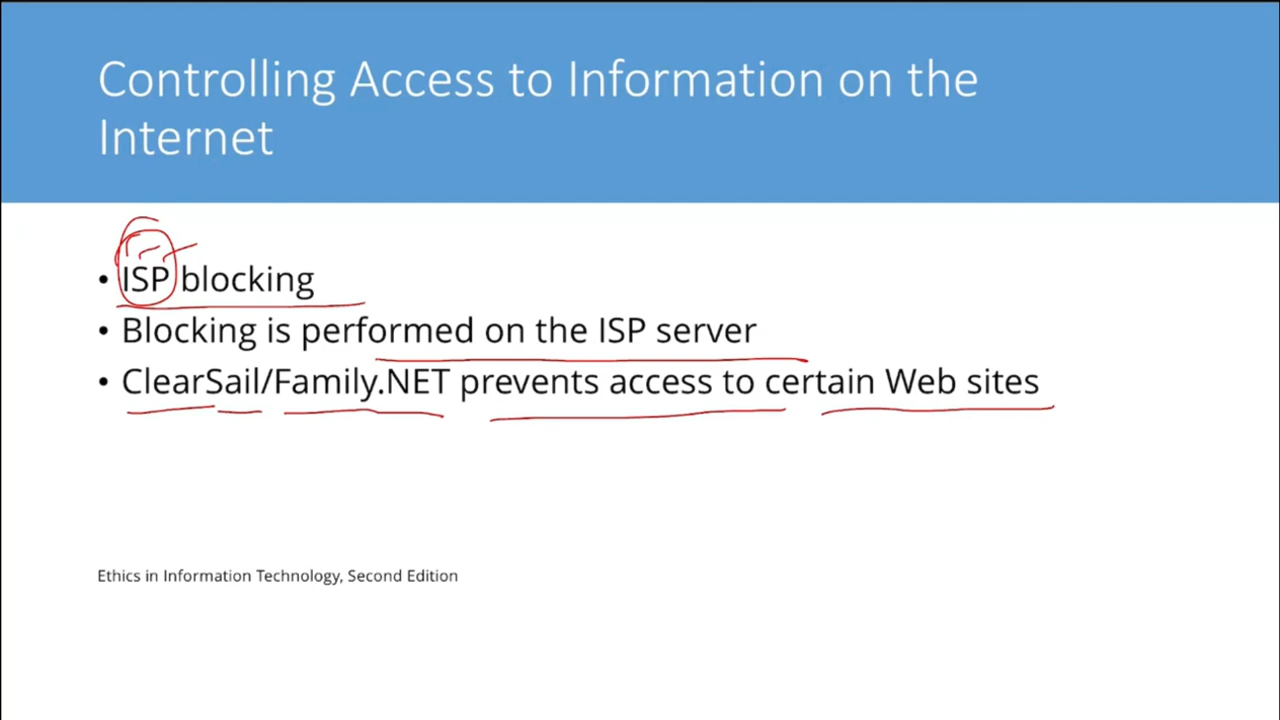 Controlling Access to Information on the
Internet
• ISP blocking
• Blocking is performed on the ISP server
• ClearSail/Family.NET prevents access to certain Web sites
Ethics in Information Technology, Second Edition